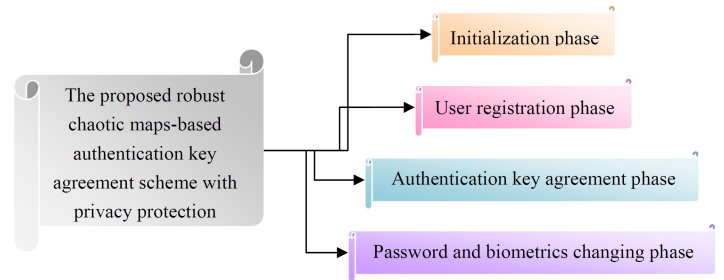 The proposed robust
chaotic maps-based
authentication key
agreement scheme with
privacy protection
Initialization phase
User registration phase
Authentication key agreement phase
Password and biometrics changing phase